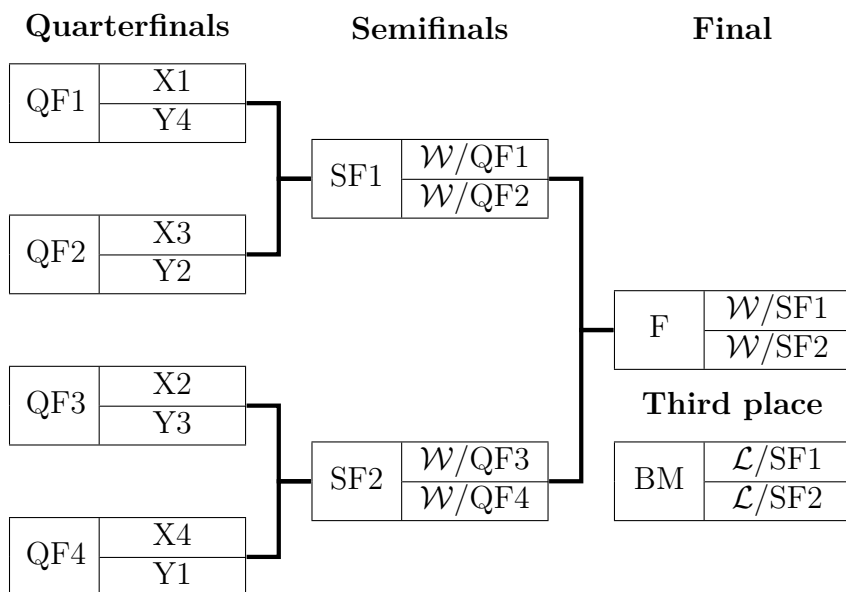 Quarterfinals
Semifinals
Final
QF1
X1
Y4
QF2
X3
Y2
QF3
X2
Y3
QF4
X4
Y1
SF1
𝒲/QF1
𝒲/QF2
SF2
𝒲/QF3
𝒲/QF4
F
𝒲/SF1
𝒲/SF2
Third place
BM
ℒ/SF1
ℒ/SF2